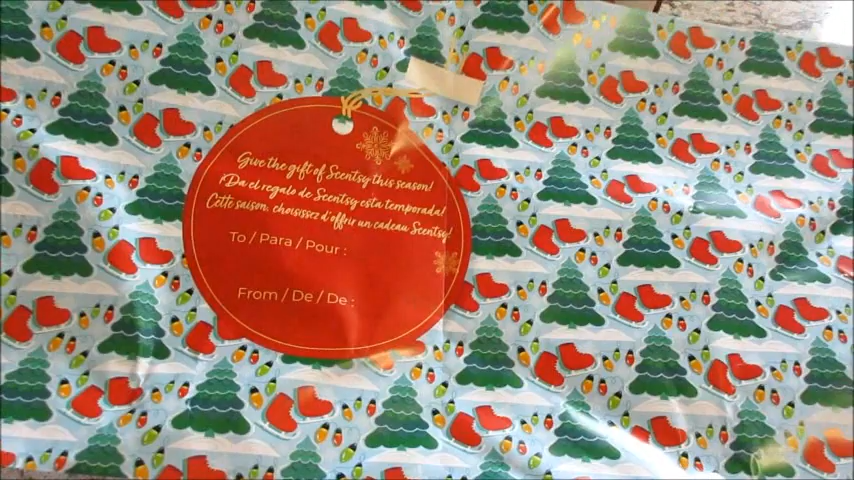 Give the gift of Scentsy this season!
¡Da el regalo de Scentsy esta temporada!
Cette saison, choisissez d'offrir un cadeau Scentsy!
To / Para / Pour :
From / De / De :